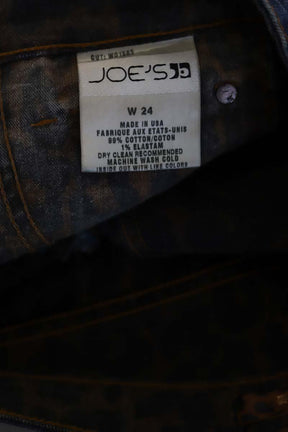 JOE'S
W 24
MADE IN USA
FABRIQUE AUX ETATS-UNIS
99% COTTON/COTON
1% ELASTAM
DRY CLEAN RECOMMENDED
MACHINE WASH COLD
INSIDE OUT WITH LIKE COLORS